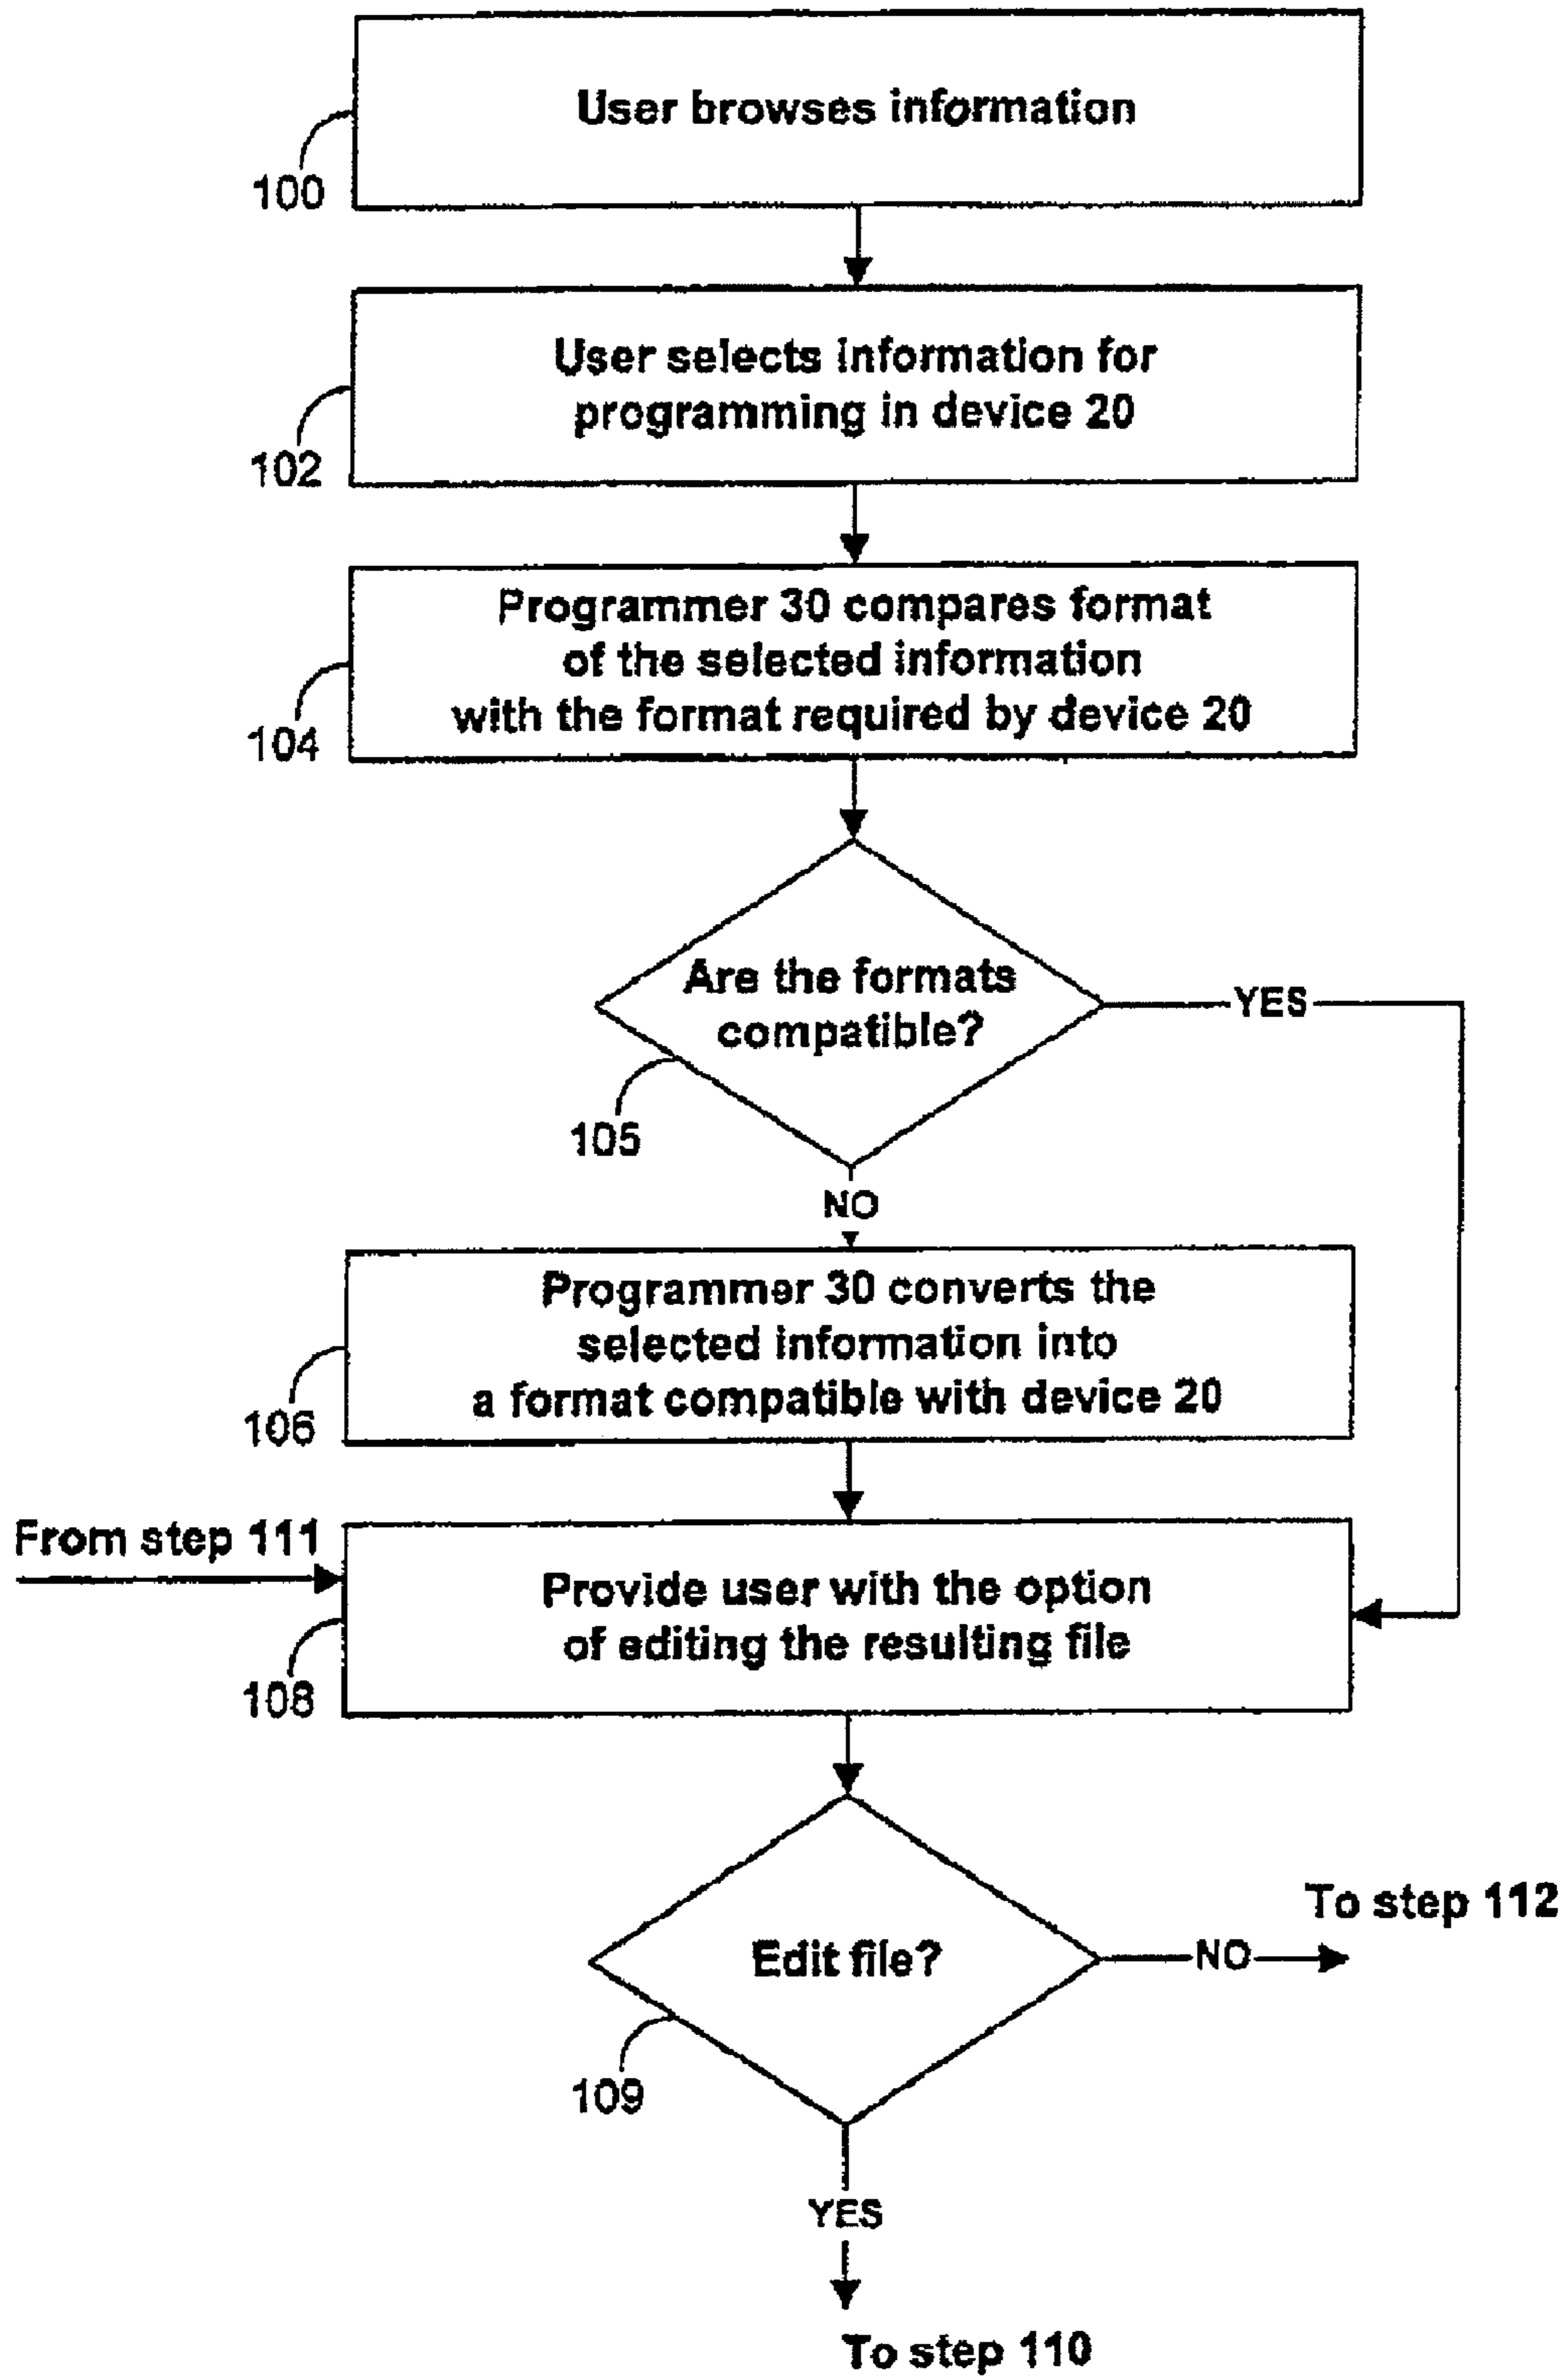 User browses information
100
User selects information for
programming in device 20
102
Programmer 30 compares format
of the selected information
with the format required by device 20
104
Are the formats
compatible?
YES
105
NO
Programmer 30 converts the
selected information into
a format compatible with device 20
106
From step 111
Provide user with the option
of editing the resulting file
108
To step 112
Edit file?
NO
109
YES
To step 110